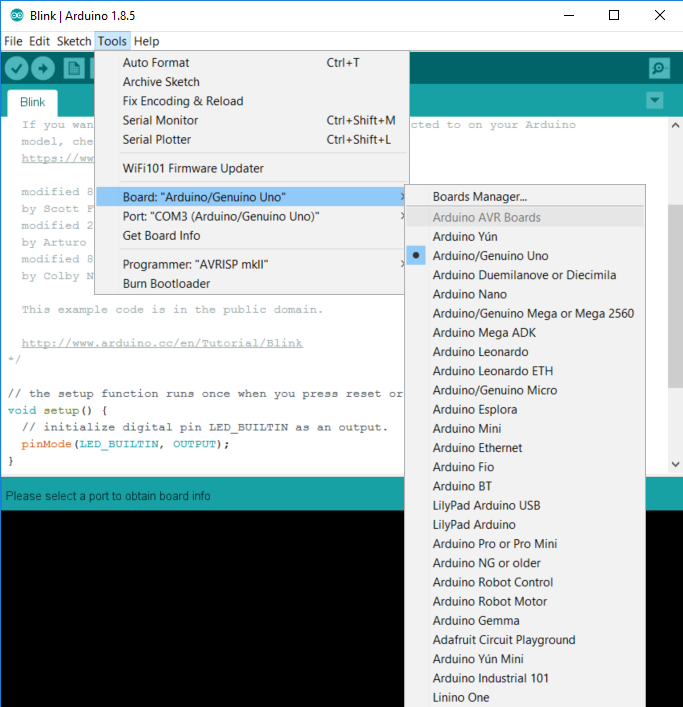 Blink | Arduino 1.8.5
File Edit Sketch Tools Help
Blink
Auto Format Ctrl+T
Archive Sketch
Fix Encoding & Reload
Serial Monitor Ctrl+Shift+M
Serial Plotter Ctrl+Shift+L
WiFi101 Firmware Updater
Board: "Arduino/Genuino Uno"
Port: "COM3 (Arduino/Genuino Uno)"
Get Board Info
Programmer: "AVRISP mkII"
Burn Bootloader
Boards Manager...
Arduino AVR Boards
Arduino Yún
Arduino/Genuino Uno
Arduino Duemilanove or Diecimila
Arduino Nano
Arduino/Genuino Mega or Mega 2560
Arduino Mega ADK
Arduino Leonardo
Arduino Leonardo ETH
Arduino/Genuino Micro
Arduino Esplora
Arduino Mini
Arduino Ethernet
Arduino Fio
Arduino BT
LilyPad Arduino USB
LilyPad Arduino
Arduino Pro or Pro Mini
Arduino NG or older
Arduino Robot Control
Arduino Robot Motor
Arduino Gemma
Adafruit Circuit Playground
Arduino Yún Mini
Arduino Industrial 101
Linino One
If you wan cted to on your Arduino
model, che
https://ww
modified 8
by Scott F
modified 2
by Arturo
modified 8
by Colby N
This example code is in the public domain.
http://www.arduino.cc/en/Tutorial/Blink
*/
// the setup function runs once when you press reset or
void setup() {
// initialize digital pin LED_BUILTIN as an output.
pinMode(LED_BUILTIN, OUTPUT);
}
Please select a port to obtain board info